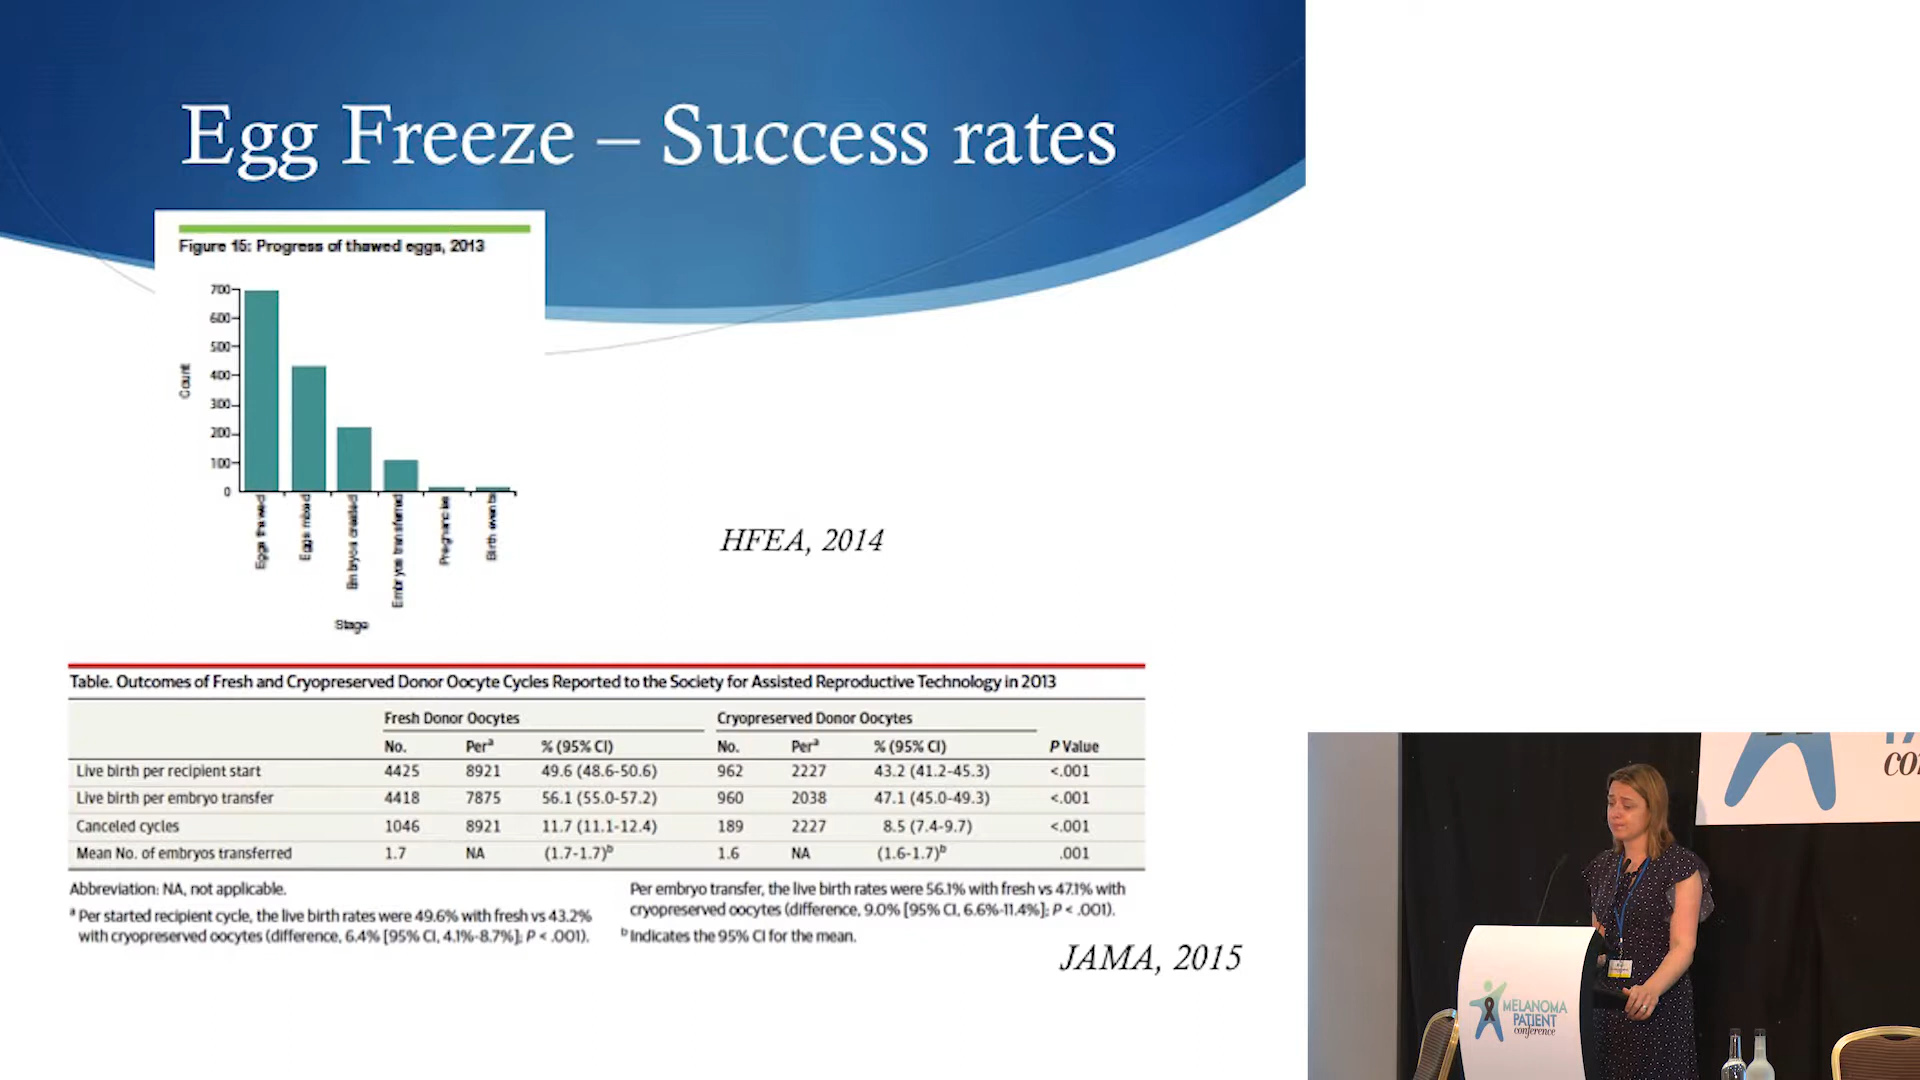 Egg Freeze – Success rates
Figure 15: Progress of thawed eggs, 2013
700
600
500
400
300
200
100
0
Count
Eggs thawed
Eggs mixed
Embryos created
Embryos transferred
Pregnancies
Birth events
Stage
HFEA, 2014
Table. Outcomes of Fresh and Cryopreserved Donor Oocyte Cycles Reported to the Society for Assisted Reproductive Technology in 2013
Fresh Donor Oocytes Cryopreserved Donor Oocytes
No. Perª % (95% CI) No. Perª % (95% CI) P Value
Live birth per recipient start 4425 8921 49.6 (48.6-50.6) 962 2227 43.2 (41.2-45.3) <.001
Live birth per embryo transfer 4418 7875 56.1 (55.0-57.2) 960 2038 47.1 (45.0-49.3) <.001
Canceled cycles 1046 8921 11.7 (11.1-12.4) 189 2227 8.5 (7.4-9.7) <.001
Mean No. of embryos transferred 1.7 NA (1.7-1.7)ᵇ 1.6 NA (1.6-1.7)ᵇ .001
Abbreviation: NA, not applicable.
ª Per started recipient cycle, the live birth rates were 49.6% with fresh vs 43.2%
with cryopreserved oocytes (difference, 6.4% [95% CI, 4.1%-8.7%]; P < .001).
Per embryo transfer, the live birth rates were 56.1% with fresh vs 47.1% with
cryopreserved oocytes (difference, 9.0% [95% CI, 6.6%-11.4%]; P < .001).
ᵇ Indicates the 95% CI for the mean.
JAMA, 2015
MELANOMA
PATIENT
conference